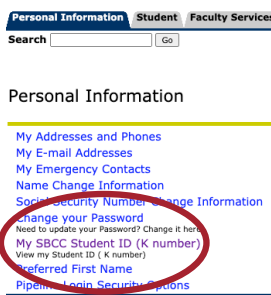 Personal Information Student Faculty Services
Search Go
Personal Information
My Addresses and Phones
My E-mail Addresses
My Emergency Contacts
Name Change Information
Social Security Number Change Information
Change your Password
Need to update your Password? Change it here
My SBCC Student ID (K number)
View my Student ID ( K number)
Preferred First Name
Pipeline Login Security Options